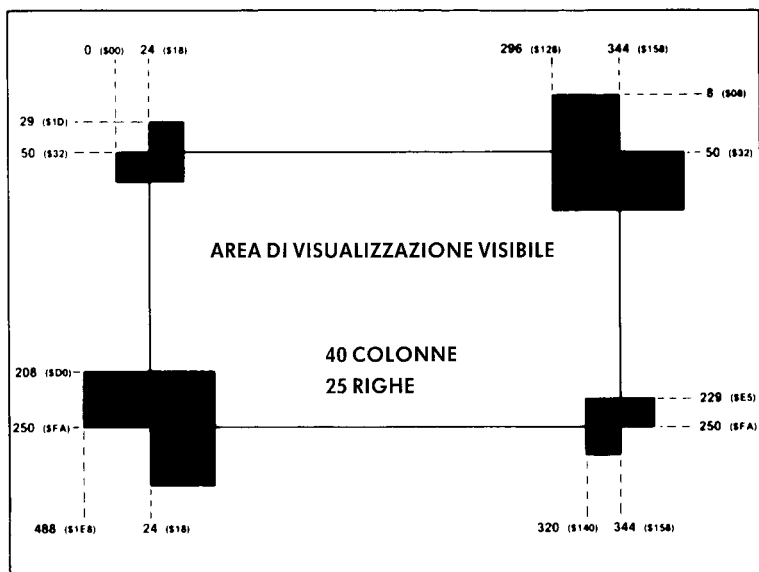 0 ($00) 24 ($18) 296 ($128) 344 ($158)
8 ($08)
29 ($1D)
50 ($32) 50 ($32)
AREA DI VISUALIZZAZIONE VISIBILE
40 COLONNE
25 RIGHE
208 ($D0)
229 ($E5)
250 ($FA) 250 ($FA)
488 ($1E8) 24 ($18) 320 ($140) 344 ($158)